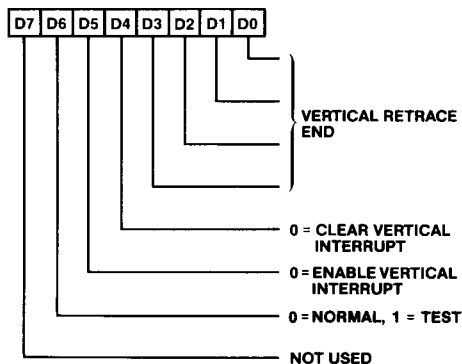 D7 D6 D5 D4 D3 D2 D1 D0
VERTICAL RETRACE
END
0 = CLEAR VERTICAL
INTERRUPT
0 = ENABLE VERTICAL
INTERRUPT
0 = NORMAL, 1 = TEST
NOT USED